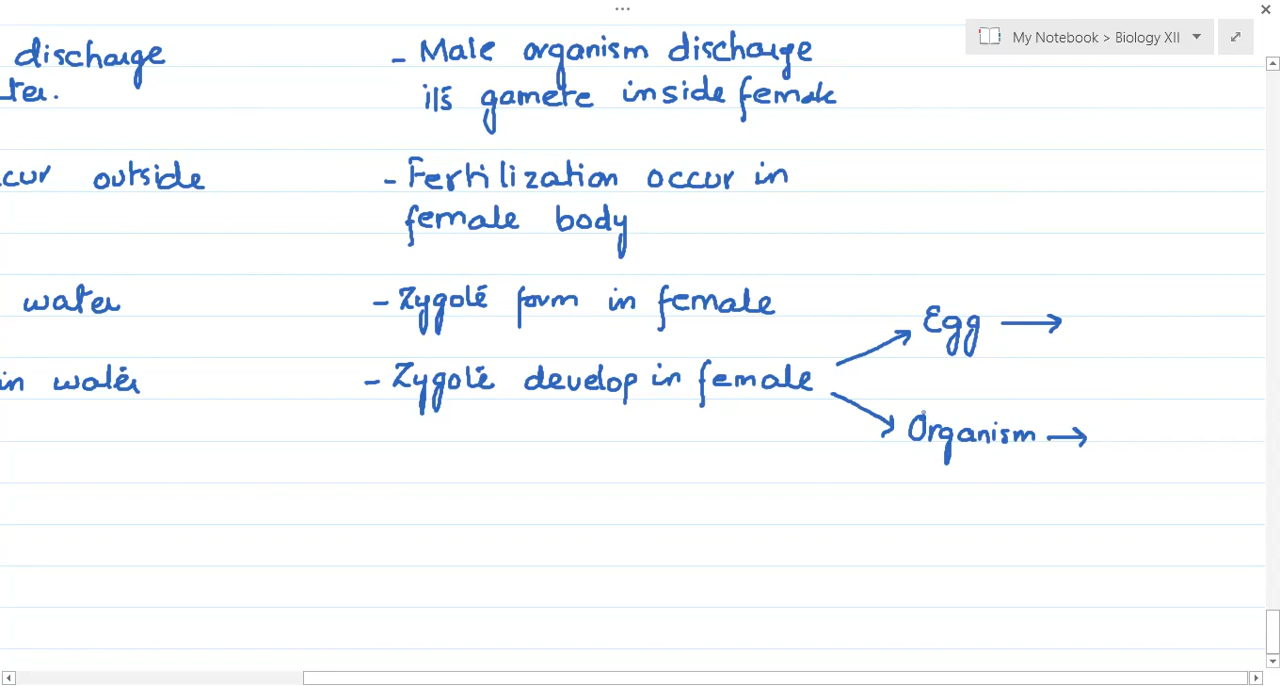 ...
My Notebook > Biology XII
discharge
ter.
- Male organism discharge
its gamete inside female
cur outside
- Fertilization occur in
female body
water
- Zygote form in female
in water
- Zygote develop in female
Egg →
Organism →